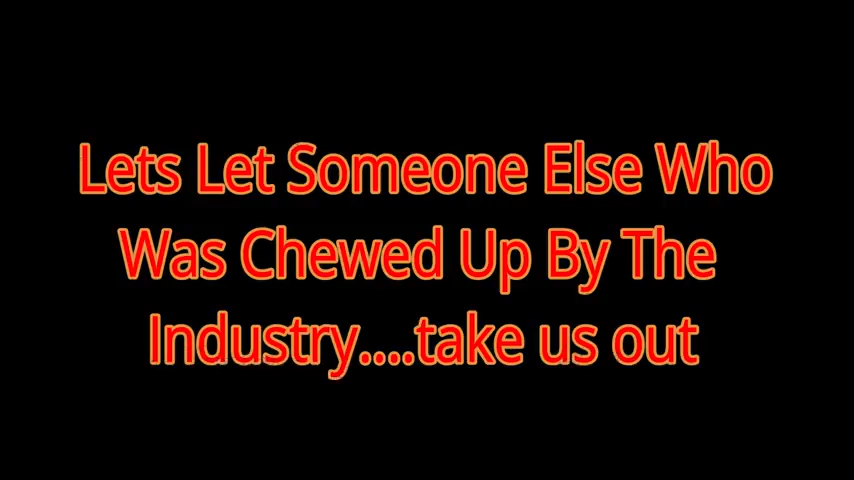 Lets Let Someone Else Who
Was Chewed Up By The
Industry....take us out